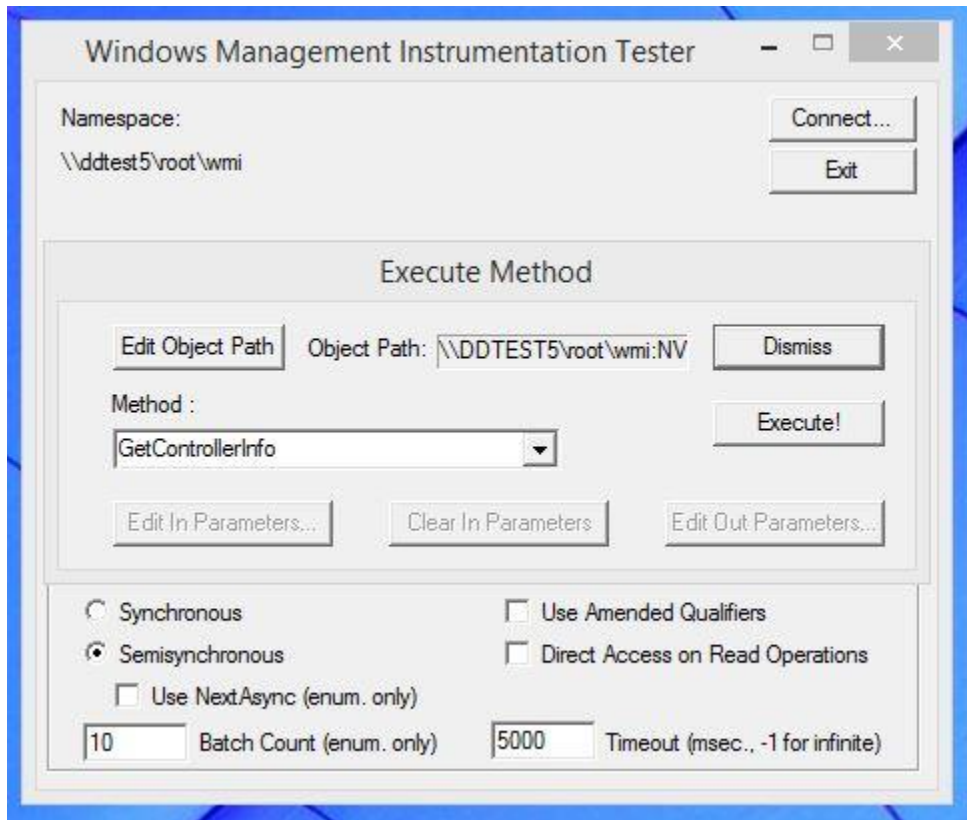 Windows Management Instrumentation Tester
Namespace:
Connect...
\\ddtest5\root\wmi
Exit
Execute Method
Edit Object Path
Object Path:
\\DDTEST5\root\wmi:NV
Dismiss
Method :
Execute!
GetControllerInfo
Edit In Parameters...
Clear In Parameters
Edit Out Parameters...
Synchronous
Use Amended Qualifiers
Semisynchronous
Direct Access on Read Operations
Use NextAsync (enum. only)
10
Batch Count (enum. only)
5000
Timeout (msec., -1 for infinite)